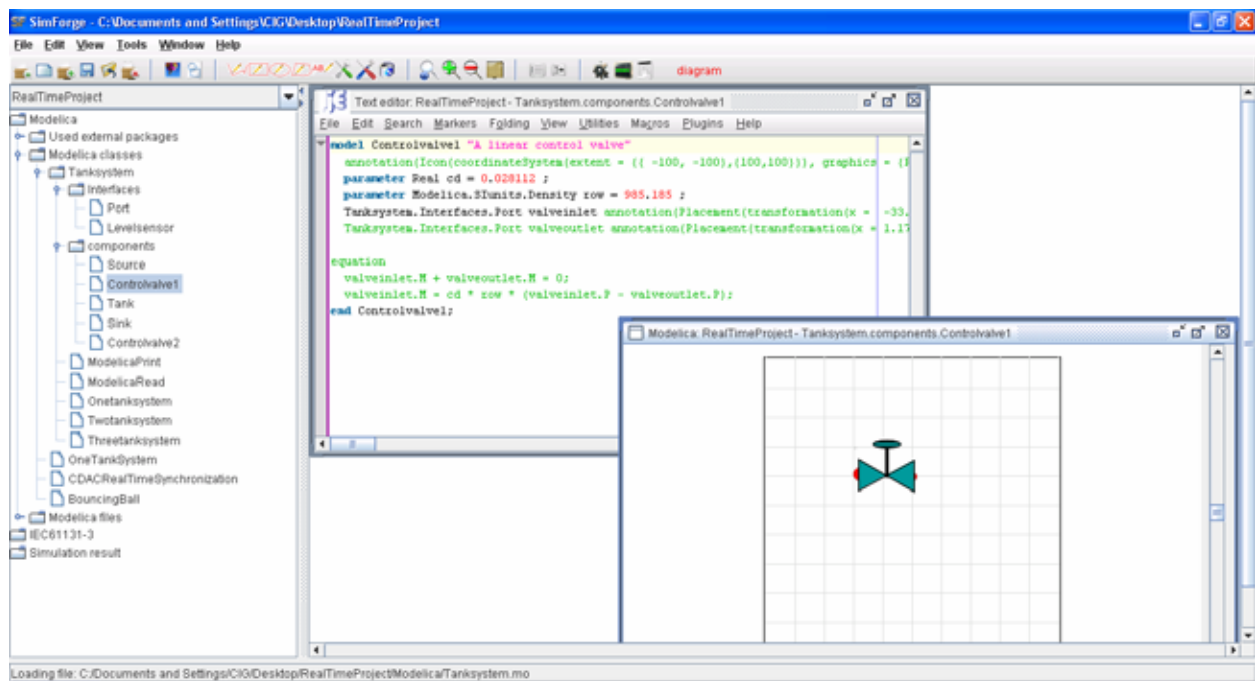 SimForge - C:\Documents and Settings\CIG\Desktop\RealTimeProject
File Edit View Tools Window Help
diagram
RealTimeProject
Modelica
Used external packages
Modelica classes
Tanksystem
Interfaces
Port
Levelsensor
components
Source
Controlvalve1
Tank
Sink
Controlvalve2
ModelicaPrint
ModelicaRead
Onetanksystem
Twotanksystem
Threetanksystem
OneTankSystem
CDACRealTimeSynchronization
BouncingBall
Modelica files
IEC61131-3
Simulation result
Text editor: RealTimeProject - Tanksystem.components.Controlvalve1
File Edit Search Markers Folding View Utilities Macros Plugins Help
model Controlvalve1 "A linear control valve"
annotation(Icon(coordinateSystem(extent = {{ -100, -100},{100,100}}), graphics = {
parameter Real cd = 0.028112 ;
parameter Modelica.SIunits.Density row = 985.185 ;
Tanksystem.Interfaces.Port valveinlet annotation(Placement(transformation(x = -33.
Tanksystem.Interfaces.Port valveoutlet annotation(Placement(transformation(x = 1.17
equation
valveinlet.M + valveoutlet.M = 0;
valveinlet.M = cd * row * (valveinlet.P - valveoutlet.P);
end Controlvalve1;
Modelica: RealTimeProject - Tanksystem.components.Controlvalve1
Loading file: C:/Documents and Settings/CIG/Desktop/RealTimeProject/Modelica/Tanksystem.mo